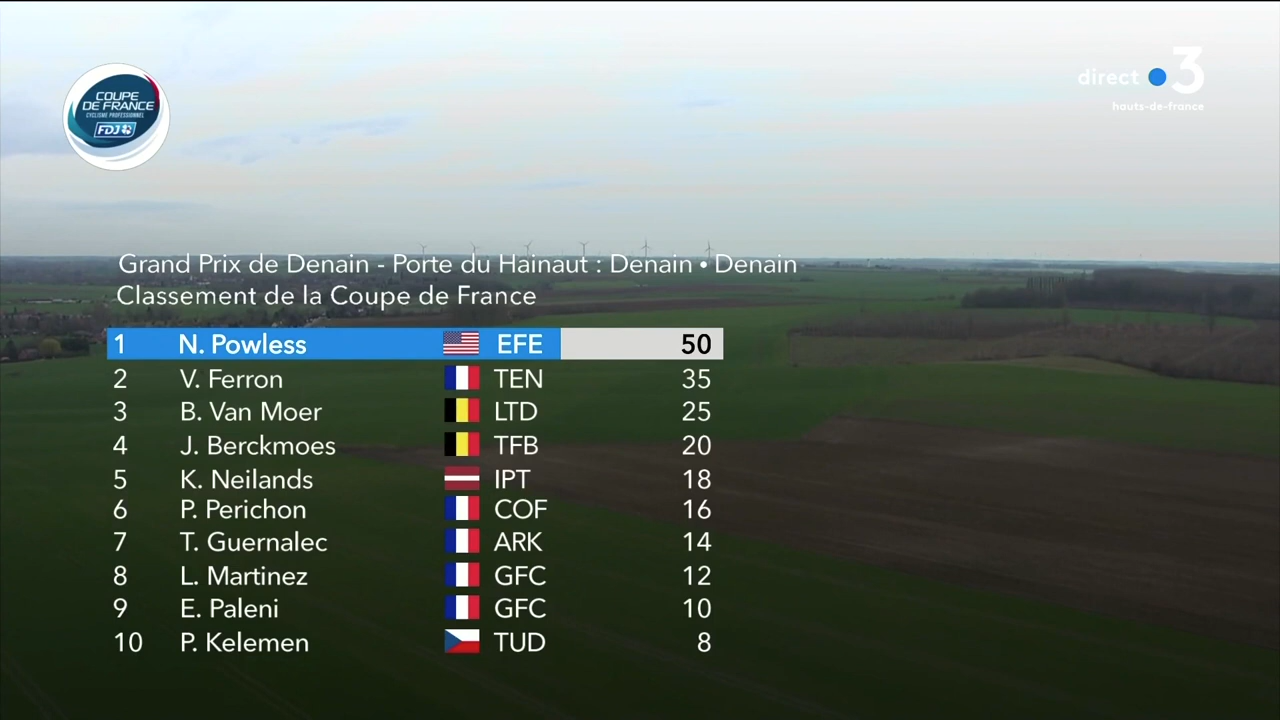 COUPE
DE FRANCE
CYCLISME PROFESSIONNEL
FDJ
direct 3
hauts-de-france
Grand Prix de Denain - Porte du Hainaut : Denain • Denain
Classement de la Coupe de France
1 N. Powless EFE 50
2 V. Ferron TEN 35
3 B. Van Moer LTD 25
4 J. Berckmoes TFB 20
5 K. Neilands IPT 18
6 P. Perichon COF 16
7 T. Guernalec ARK 14
8 L. Martinez GFC 12
9 E. Paleni GFC 10
10 P. Kelemen TUD 8